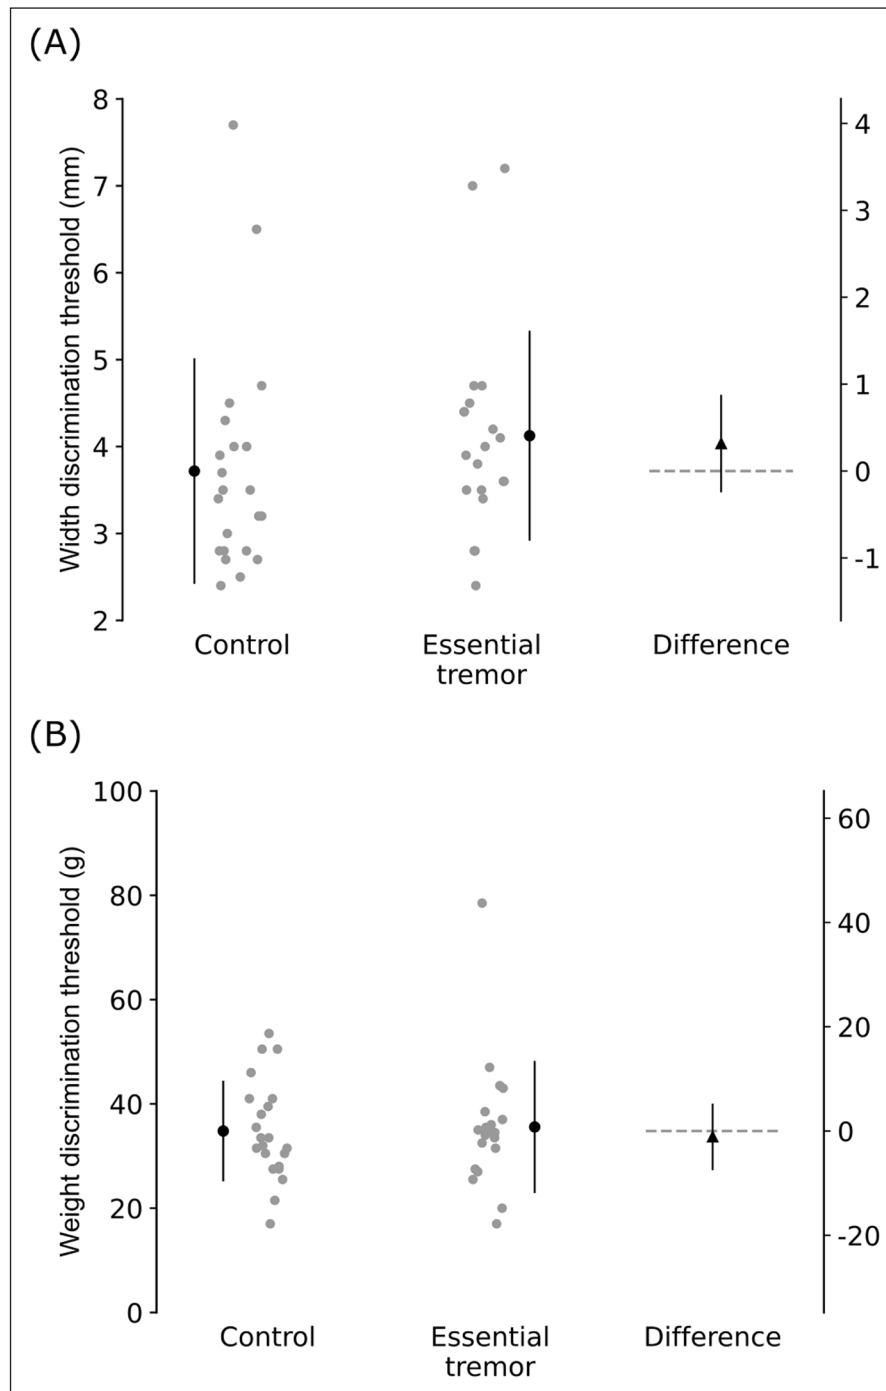 (A)
Width discrimination threshold (mm)
8
7
6
5
4
3
2
4
3
2
1
0
-1
Control
Essential
tremor
Difference
(B)
Weight discrimination threshold (g)
100
80
60
40
20
0
60
40
20
0
-20
Control
Essential
tremor
Difference